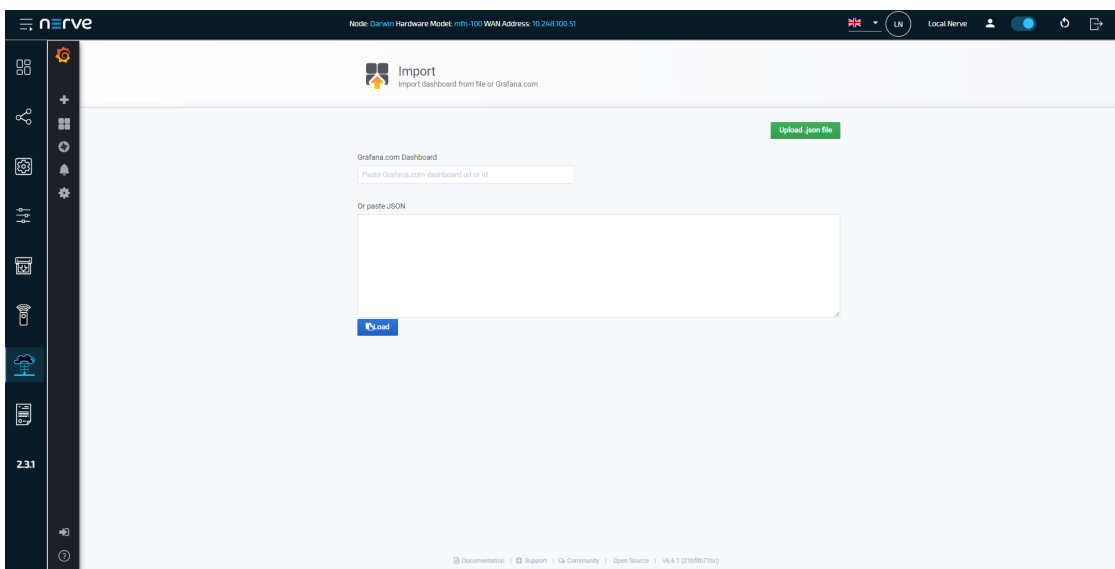 nerve
Node: Darwin Hardware Model: mfn-100 WAN Address: 10.248.100.51
LN
Local Nerve
Import
Import dashboard from file or Grafana.com
Upload .json file
Grafana.com Dashboard
Paste Grafana.com dashboard url or id
Or paste JSON
Load
2.3.1
Documentation | Support | Community | Open Source | v6.6.1